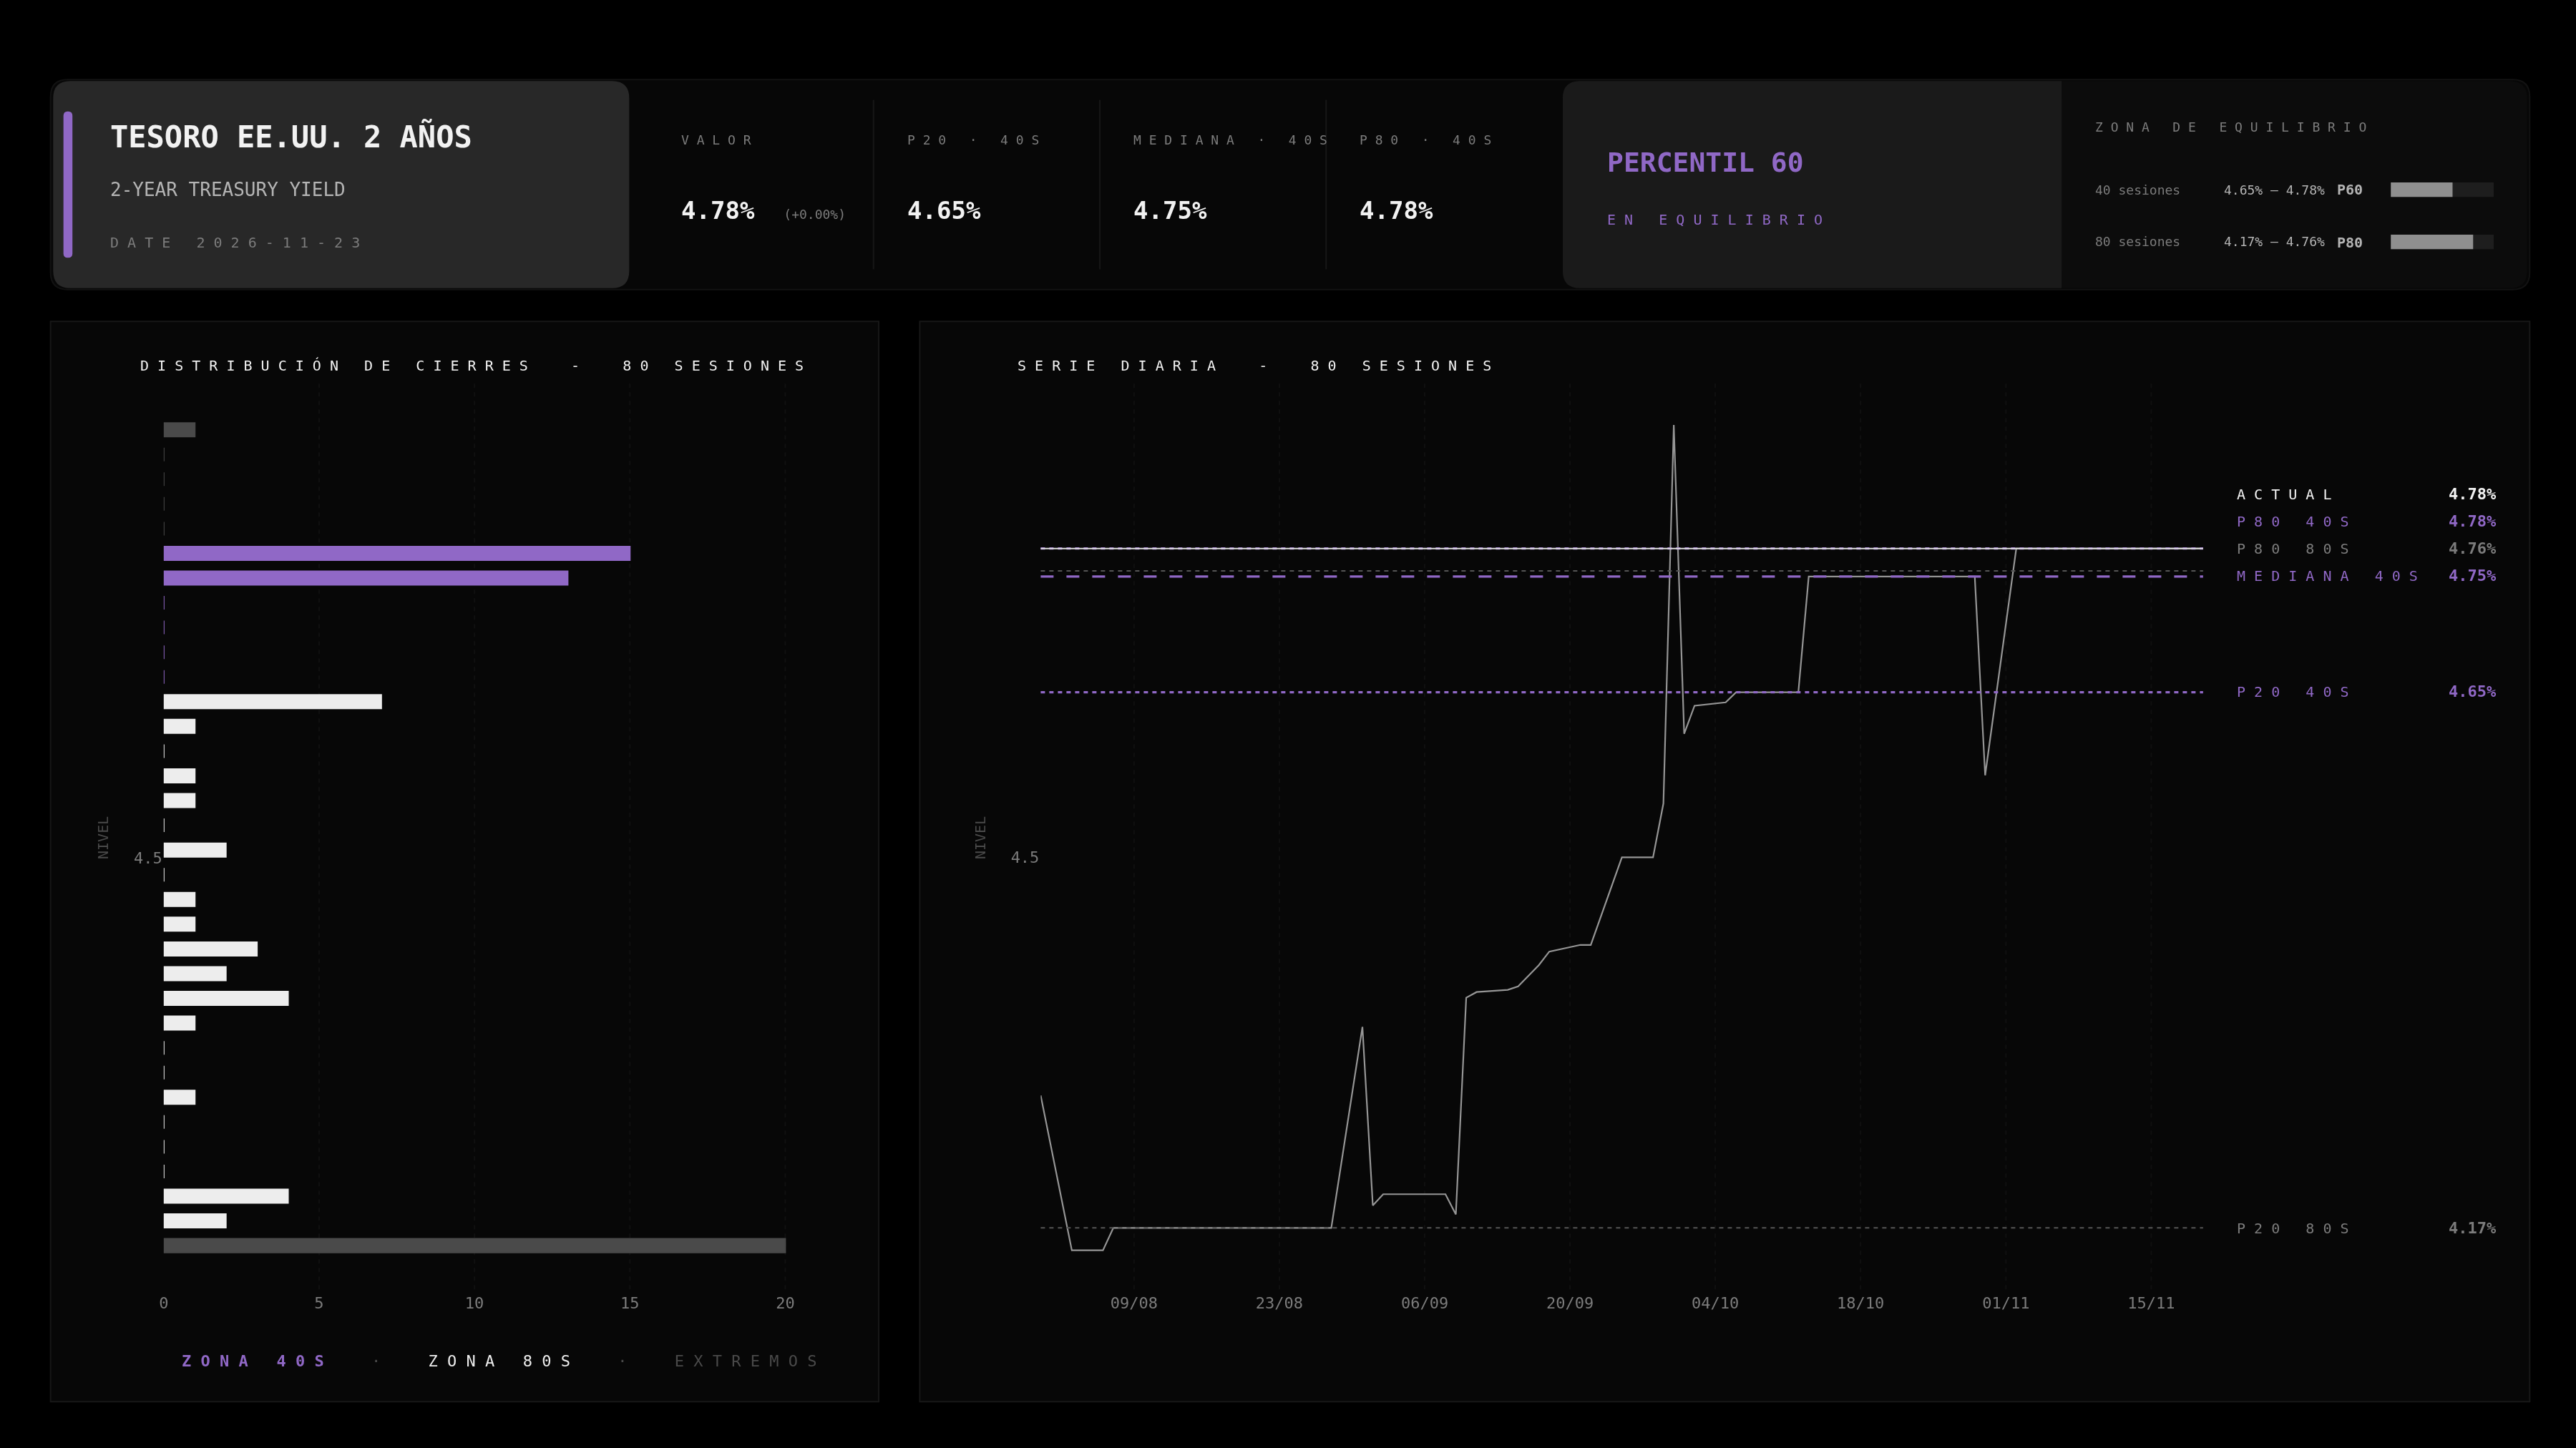 TESORO EE.UU. 2 AÑOS
2-YEAR TREASURY YIELD
DATE 2026-11-23
VALOR
4.78% (+0.00%)
P20 · 40S
4.65%
MEDIANA · 40S
4.75%
P80 · 40S
4.78%
PERCENTIL 60
EN EQUILIBRIO
ZONA DE EQUILIBRIO
40 sesiones 4.65% — 4.78% P60
80 sesiones 4.17% — 4.76% P80
DISTRIBUCIÓN DE CIERRES - 80 SESIONES
NIVEL
4.5
0 5 10 15 20
ZONA 40S · ZONA 80S · EXTREMOS
SERIE DIARIA - 80 SESIONES
NIVEL
4.5
ACTUAL 4.78%
P80 40S 4.78%
P80 80S 4.76%
MEDIANA 40S 4.75%
P20 40S 4.65%
P20 80S 4.17%
09/08 23/08 06/09 20/09 04/10 18/10 01/11 15/11